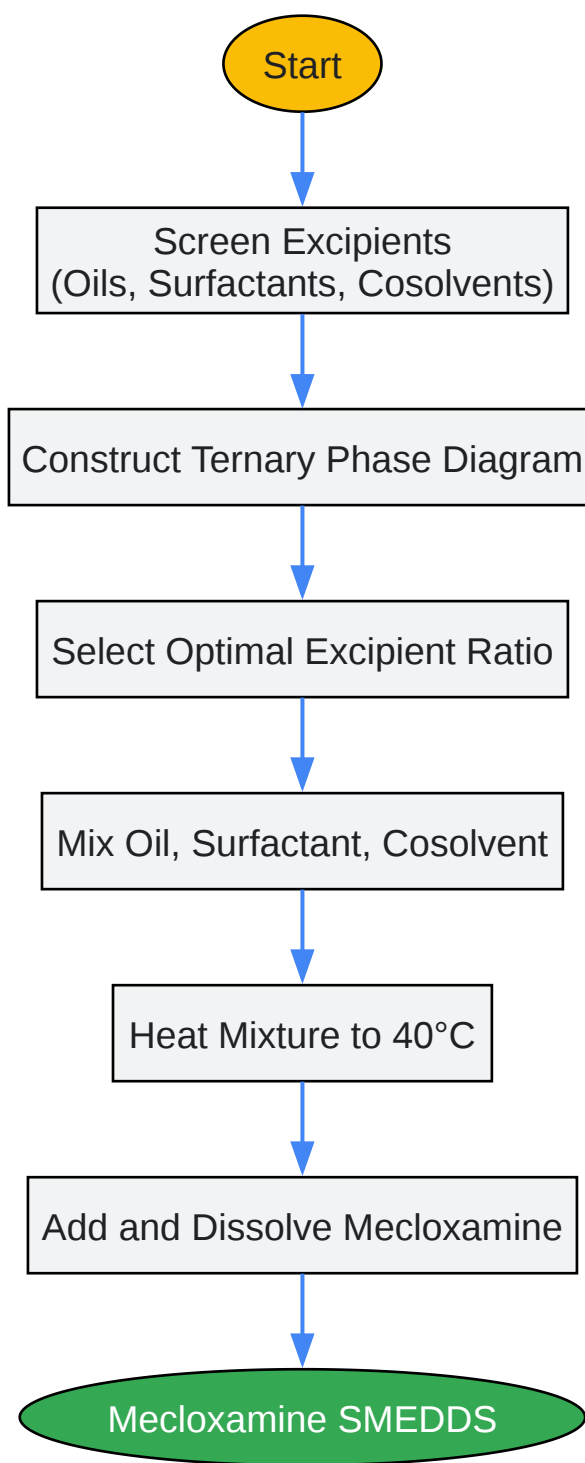 Start
Screen Excipients
(Oils, Surfactants, Cosolvents)
Construct Ternary Phase Diagram
Select Optimal Excipient Ratio
Mix Oil, Surfactant, Cosolvent
Heat Mixture to 40°C
Add and Dissolve Mecloxamine
Mecloxamine SMEDDS